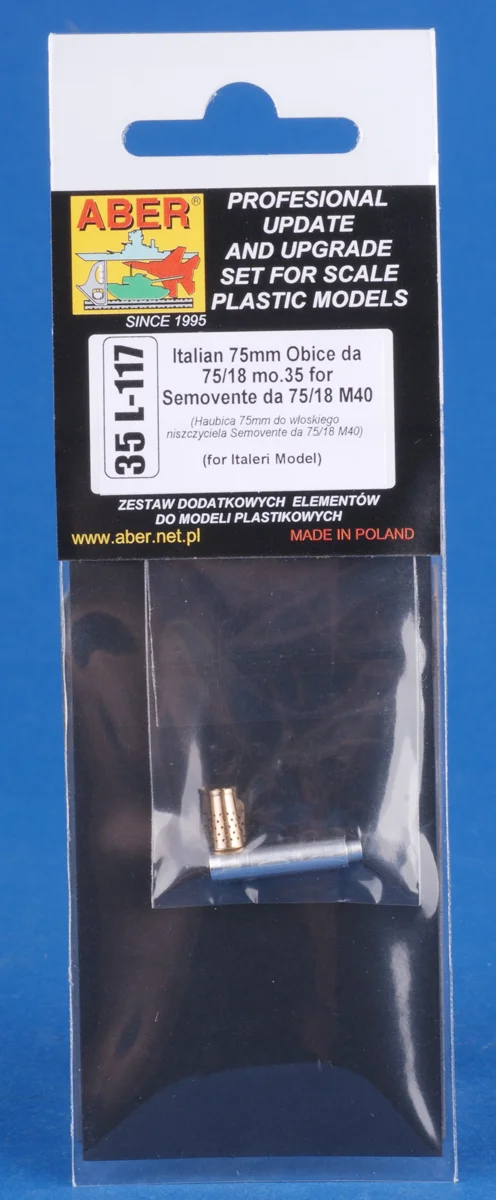 ABER®
SINCE 1995
PROFESIONAL
UPDATE
AND UPGRADE
SET FOR SCALE
PLASTIC MODELS
35 L-117
Italian 75mm Obice da
75/18 mo.35 for
Semovente da 75/18 M40
(Haubica 75mm do włoskiego
niszczyciela Semovente da 75/18 M40)
(for Italeri Model)
ZESTAW DODATKOWYCH ELEMENTÓW
DO MODELI PLASTIKOWYCH
www.aber.net.pl
MADE IN POLAND